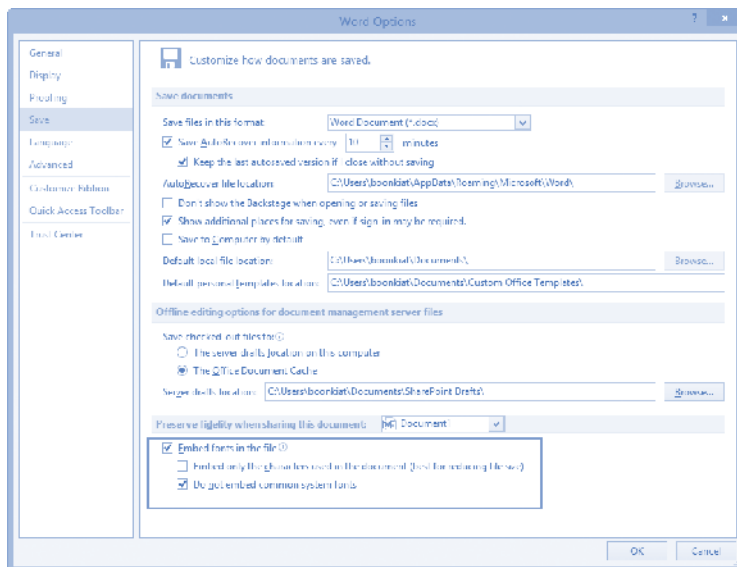 Word Options
General
Display
Proofing
Save
Language
Advanced
Customize Ribbon
Quick Access Toolbar
Trust Center
Customize how documents are saved.
Save documents
Save files in this format: Word Document (*.docx)
Save AutoRecover information every 10 minutes
Keep the last autosaved version if I close without saving
AutoRecover file location: C:\Users\boonkiat\AppData\Roaming\Microsoft\Word\ Browse...
Don't show the Backstage when opening or saving files
Show additional places for saving, even if sign-in may be required.
Save to Computer by default
Default local file location: C:\Users\boonkiat\Documents\ Browse...
Default personal templates location: C:\Users\boonkiat\Documents\Custom Office Templates\
Offline editing options for document management server files
Save checked-out files to:
The server drafts location on this computer
The Office Document Cache
Server drafts location: C:\Users\boonkiat\Documents\SharePoint Drafts\ Browse...
Preserve fidelity when sharing this document: Document1
Embed fonts in the file
Embed only the characters used in the document (best for reducing file size)
Do not embed common system fonts
OK Cancel